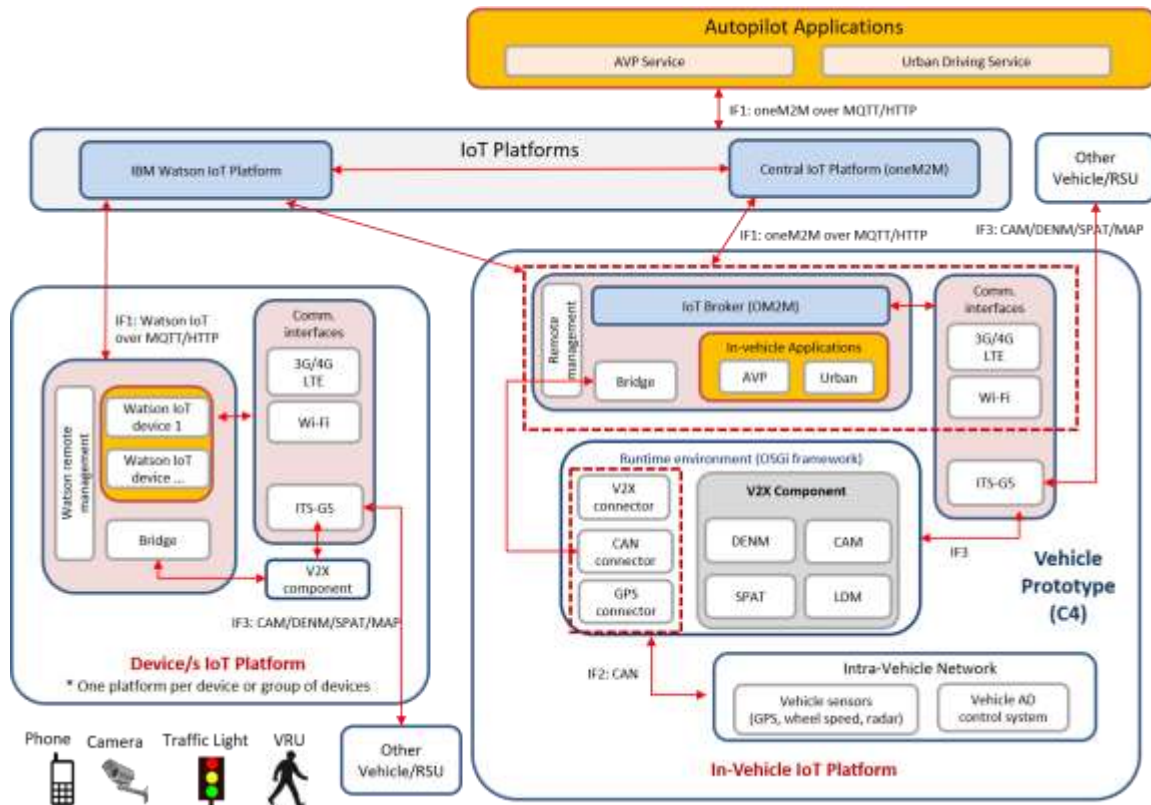 Autopilot Applications
AVP Service
Urban Driving Service
IF1: oneM2M over MQTT/HTTP
IoT Platforms
IBM Watson IoT Platform
Central IoT Platform (oneM2M)
Other
Vehicle/RSU
IF1: oneM2M over MQTT/HTTP
IF3: CAM/DENM/SPAT/MAP
IF1: Watson IoT
over MQTT/HTTP
Watson remote
management
Watson IoT
device 1
Watson IoT
device ...
Bridge
Comm.
interfaces
3G/4G
LTE
Wi-Fi
ITS-G5
V2X
component
IF3: CAM/DENM/SPAT/MAP
Device/s IoT Platform
* One platform per device or group of devices
Phone
Camera
Traffic Light
VRU
Other
Vehicle/RSU
Remote
management
IoT Broker (OM2M)
In-vehicle Applications
AVP
Urban
Bridge
Comm.
interfaces
3G/4G
LTE
Wi-Fi
ITS-G5
Runtime environment (OSGi framework)
V2X
connector
CAN
connector
GPS
connector
V2X Component
DENM
CAM
SPAT
LDM
IF3
Vehicle
Prototype
(C4)
IF2: CAN
Intra-Vehicle Network
Vehicle sensors
(GPS, wheel speed, radar)
Vehicle AD
control system
In-Vehicle IoT Platform